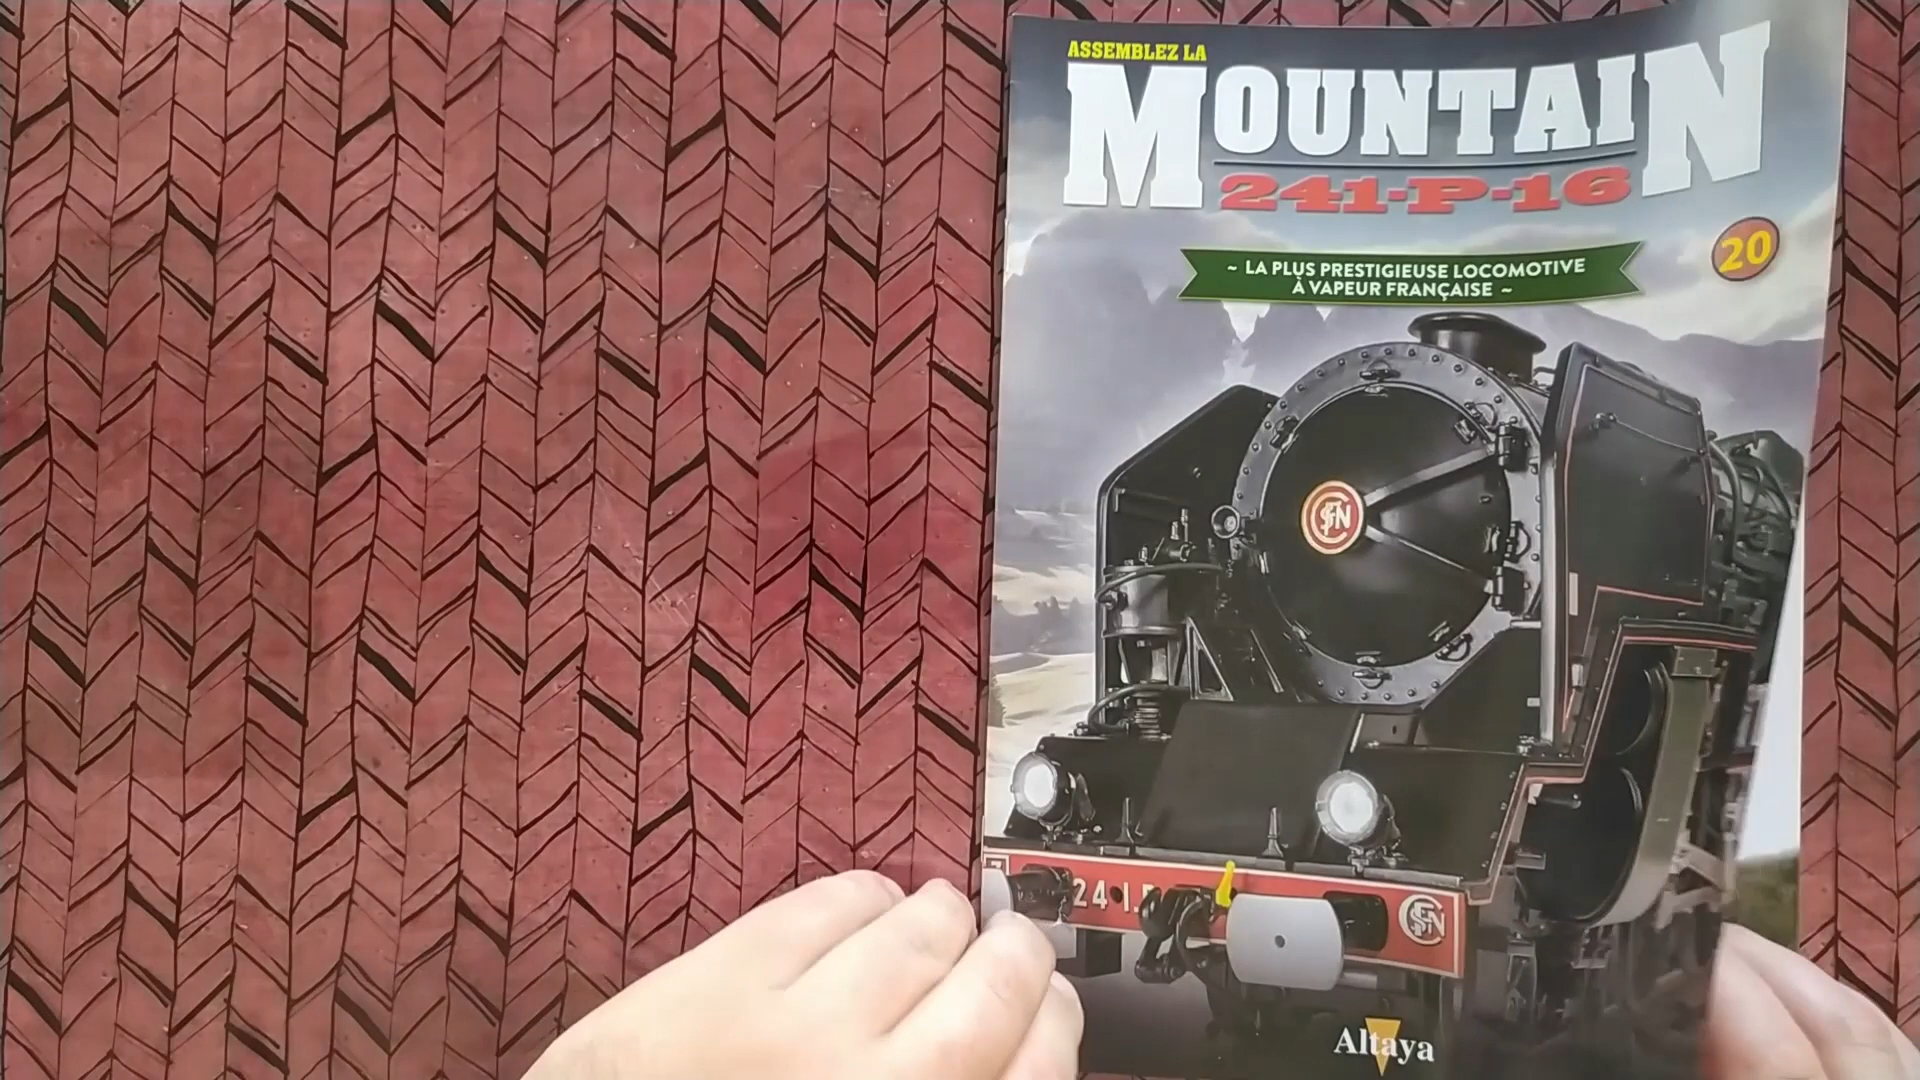 ASSEMBLEZ LA
MOUNTAIN
241-P-16
20
~ LA PLUS PRESTIGIEUSE LOCOMOTIVE
À VAPEUR FRANÇAISE ~
SNCF
SNCF
Altaya